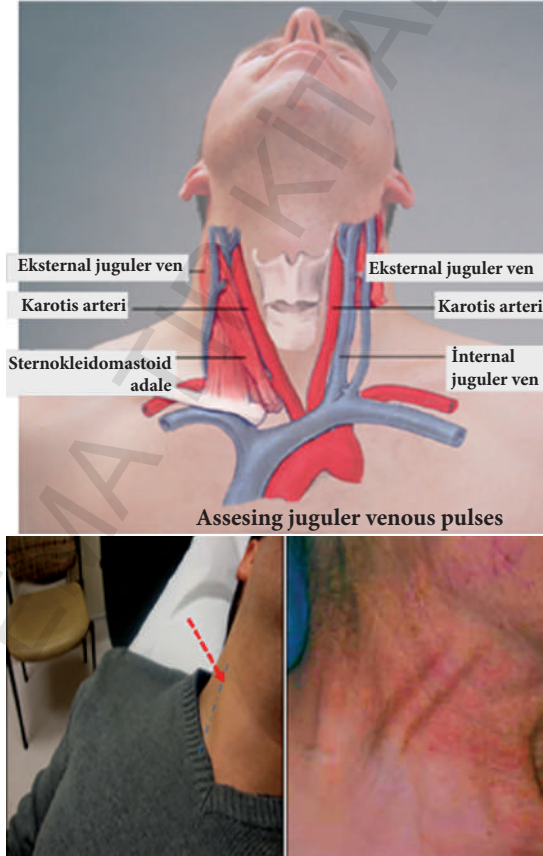 Eksternal juguler ven
Eksternal juguler ven
Karotis arteri
Karotis arteri
Sternokleidomastoid
adale
İnternal
juguler ven
Assesing juguler venous pulses